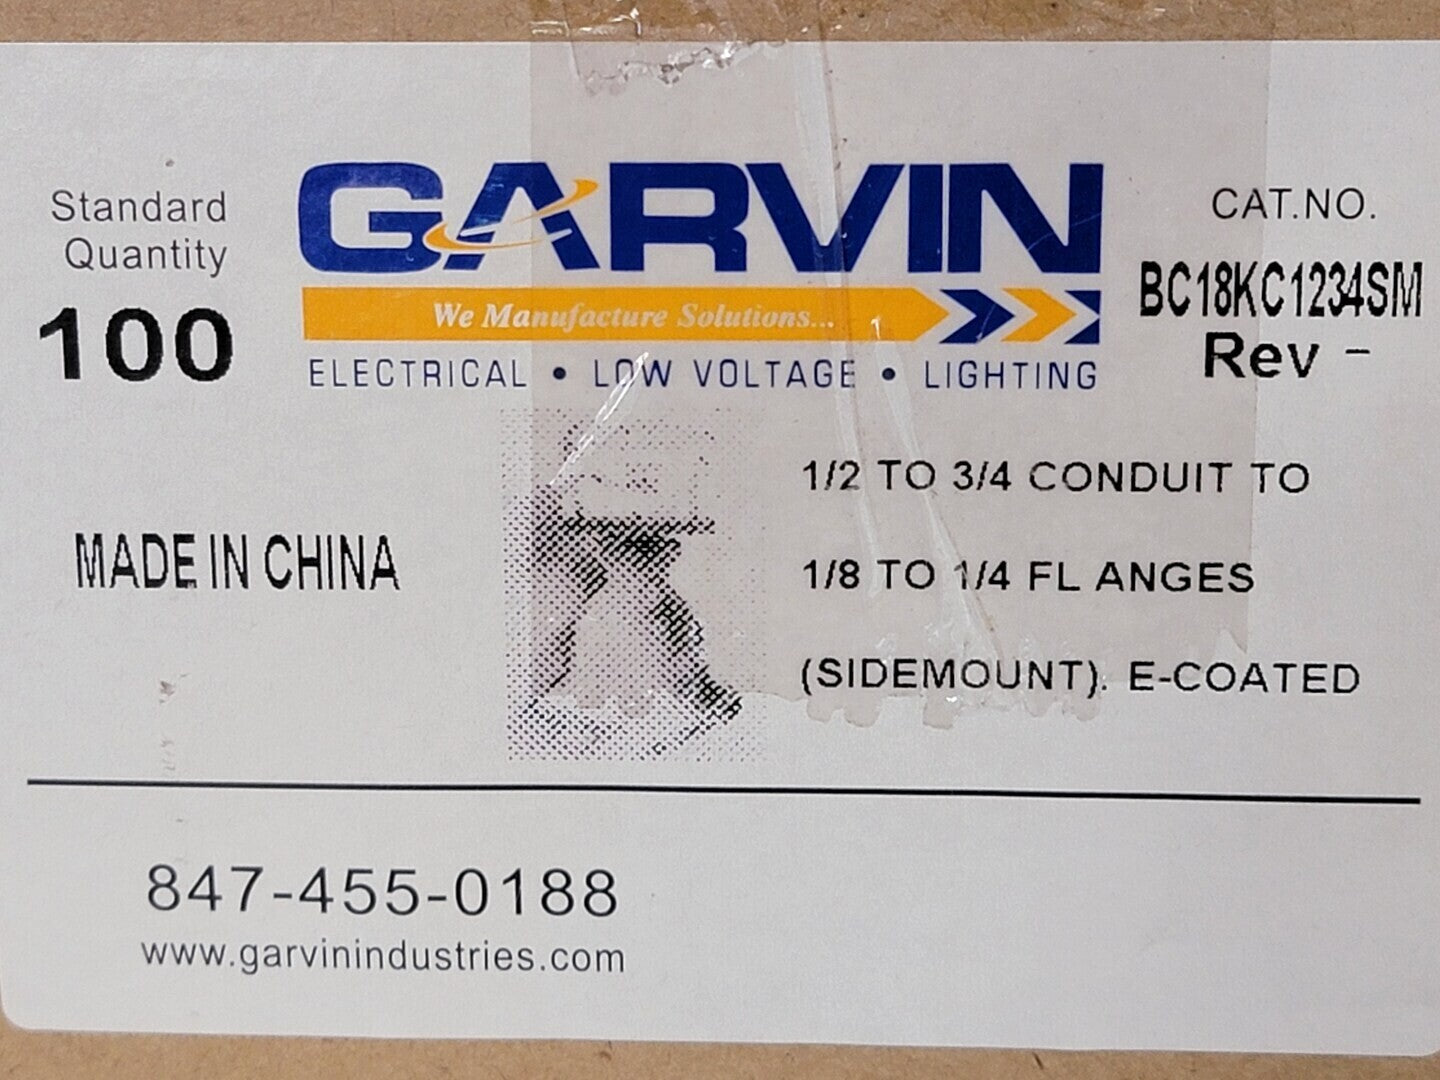 Standard
Quantity
100
GARVIN
We Manufacture Solutions...
ELECTRICAL • LOW VOLTAGE • LIGHTING
CAT.NO.
BC18KC1234SM
Rev -
MADE IN CHINA
1/2 TO 3/4 CONDUIT TO
1/8 TO 1/4 FL ANGES
(SIDEMOUNT). E-COATED
847-455-0188
www.garvinindustries.com